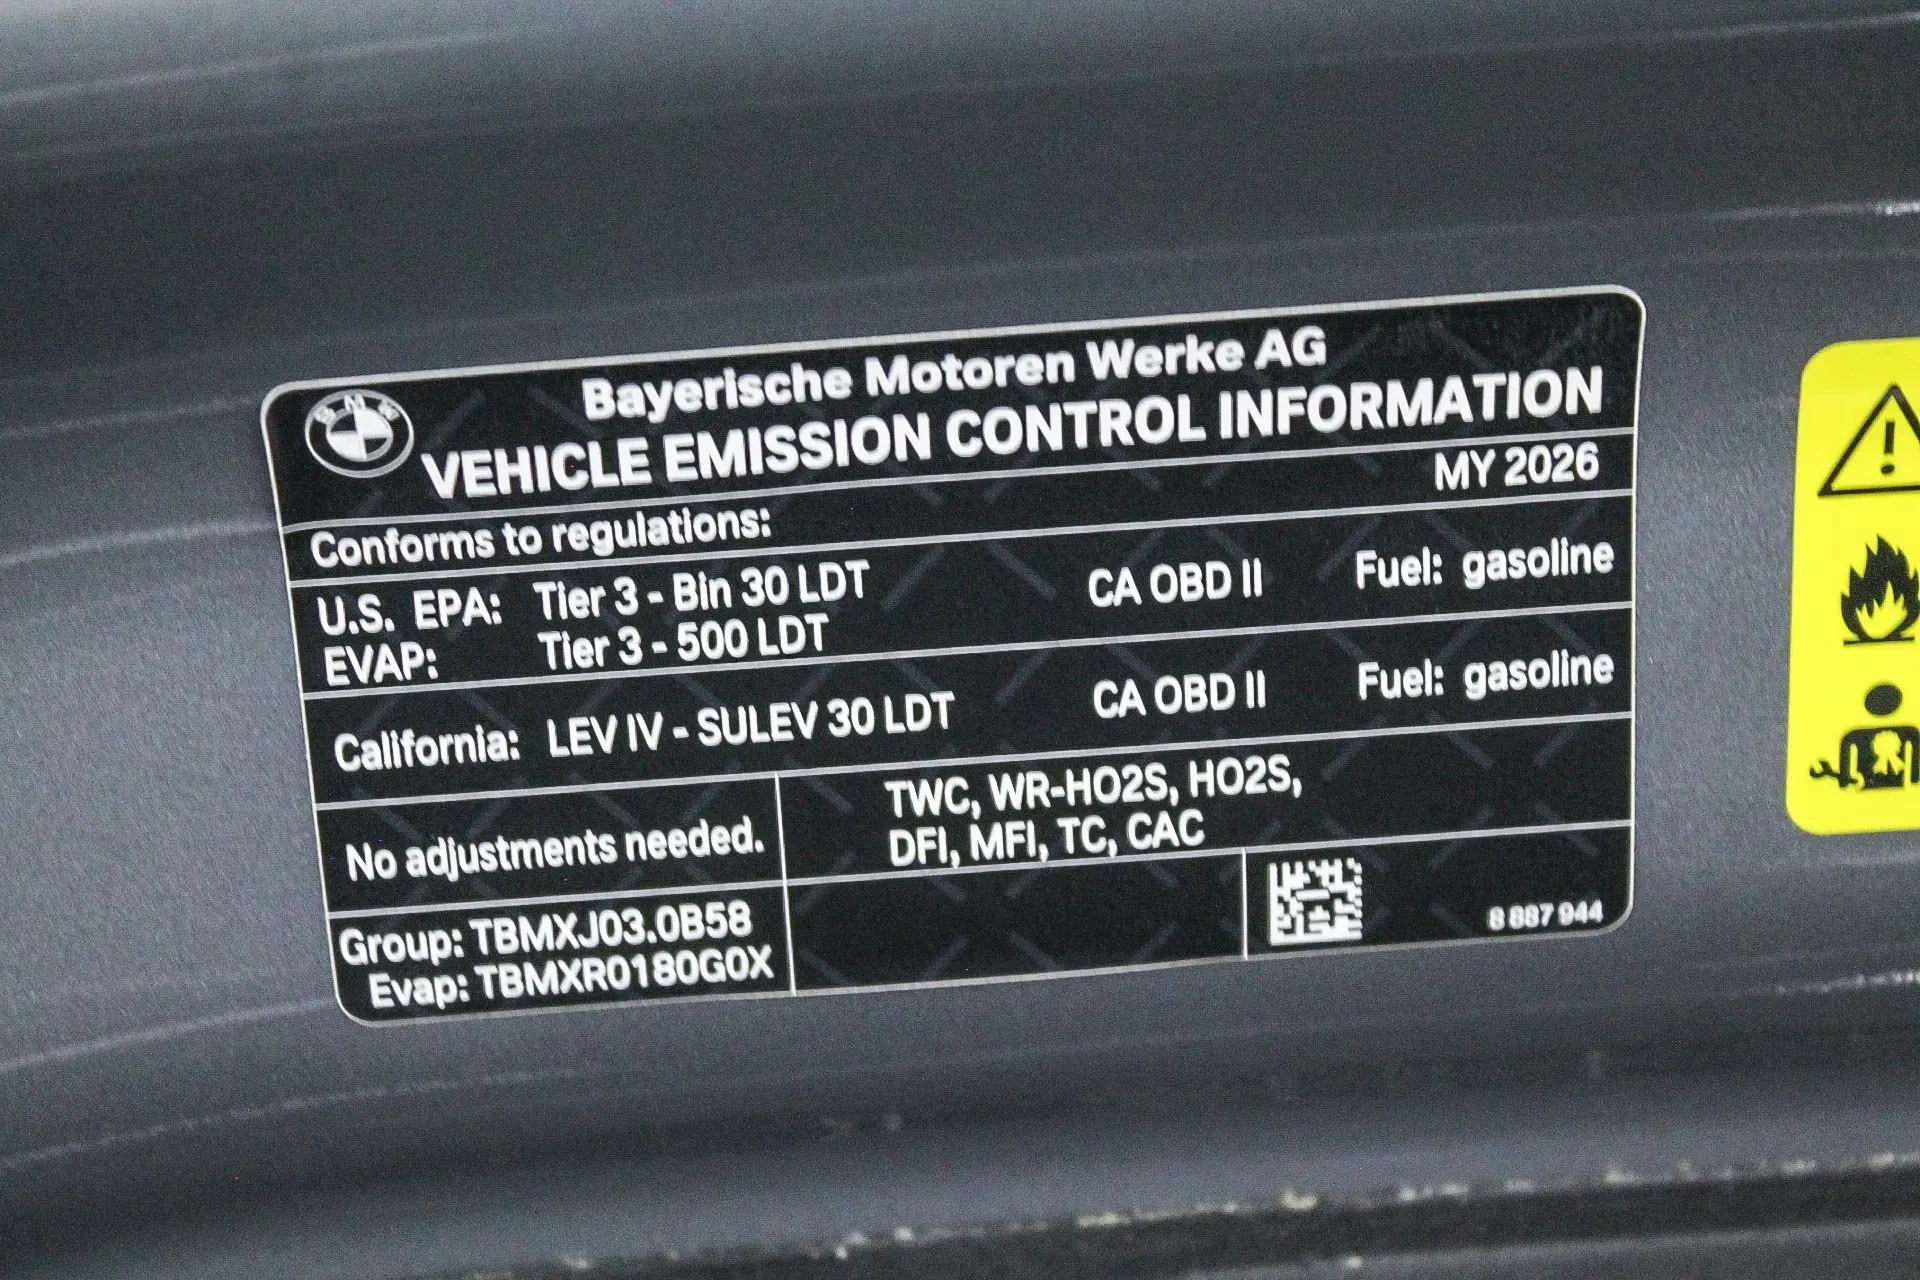 BMW
Bayerische Motoren Werke AG
VEHICLE EMISSION CONTROL INFORMATION
MY 2026
Conforms to regulations:
U.S. EPA: Tier 3 - Bin 30 LDT CA OBD II Fuel: gasoline
EVAP: Tier 3 - 500 LDT
California: LEV IV - SULEV 30 LDT CA OBD II Fuel: gasoline
No adjustments needed.
TWC, WR-HO2S, HO2S,
DFI, MFI, TC, CAC
Group: TBMXJ03.0B58
Evap: TBMXR0180G0X
8 887 944